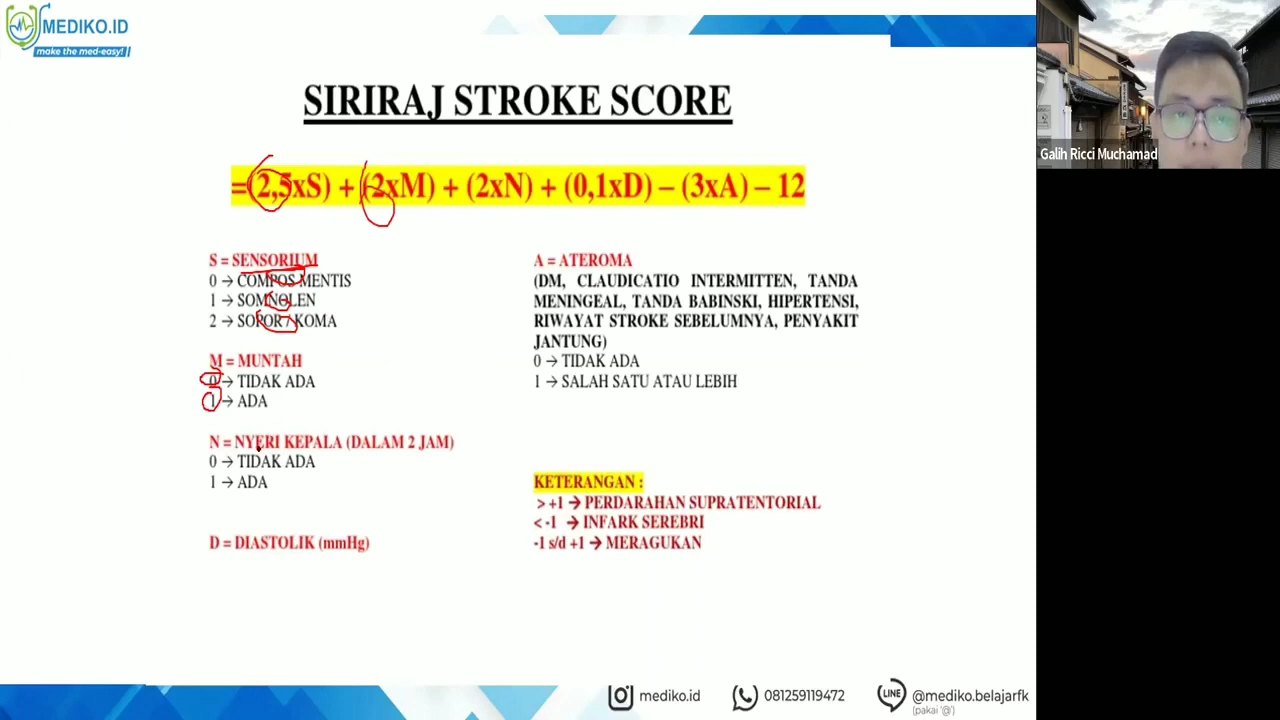 MEDIKO.ID
make the med-easy!
SIRIRAJ STROKE SCORE
=(2,5xS) + (2xM) + (2xN) + (0,1xD) – (3xA) – 12
S = SENSORIUM
0 → COMPOS MENTIS
1 → SOMNOLEN
2 → SOPOR / KOMA
M = MUNTAH
0 → TIDAK ADA
1 → ADA
N = NYERI KEPALA (DALAM 2 JAM)
0 → TIDAK ADA
1 → ADA
D = DIASTOLIK (mmHg)
A = ATEROMA
(DM, CLAUDICATIO INTERMITTEN, TANDA
MENINGEAL, TANDA BABINSKI, HIPERTENSI,
RIWAYAT STROKE SEBELUMNYA, PENYAKIT
JANTUNG)
0 → TIDAK ADA
1 → SALAH SATU ATAU LEBIH
KETERANGAN :
> +1 → PERDARAHAN SUPRATENTORIAL
< -1 → INFARK SEREBRI
-1 s/d +1 → MERAGUKAN
Galih Ricci Muchamad
mediko.id
081259119472
LINE
@mediko.belajarfk
(pakai '@')